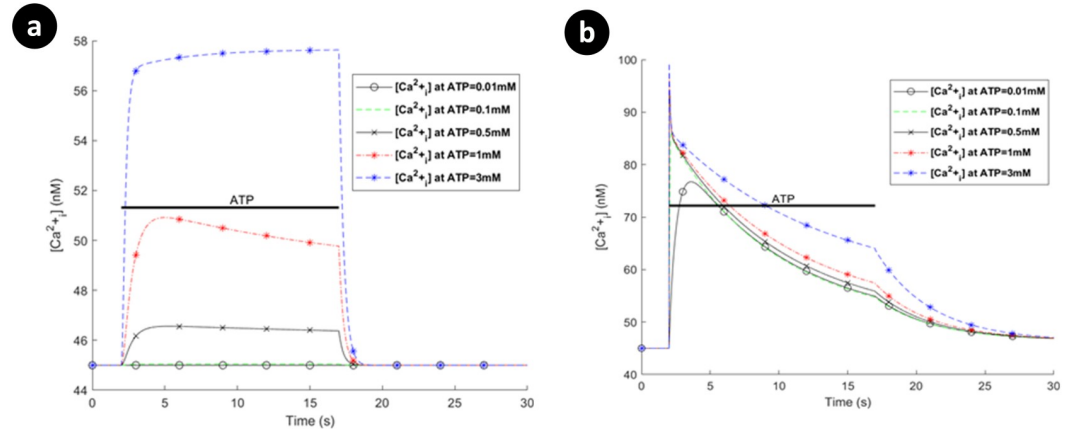 a
58
56
54
52
50
48
46
44
0
5
10
15
20
25
30
[Ca²⁺ᵢ] (nM)
Time (s)
ATP
[Ca²⁺ᵢ] at ATP=0.01mM
[Ca²⁺ᵢ] at ATP=0.1mM
[Ca²⁺ᵢ] at ATP=0.5mM
[Ca²⁺ᵢ] at ATP=1mM
[Ca²⁺ᵢ] at ATP=3mM
b
100
90
80
70
60
50
40
0
5
10
15
20
25
30
[Ca²⁺ᵢ] (nM)
Time (s)
ATP
[Ca²⁺ᵢ] at ATP=0.01mM
[Ca²⁺ᵢ] at ATP=0.1mM
[Ca²⁺ᵢ] at ATP=0.5mM
[Ca²⁺ᵢ] at ATP=1mM
[Ca²⁺ᵢ] at ATP=3mM